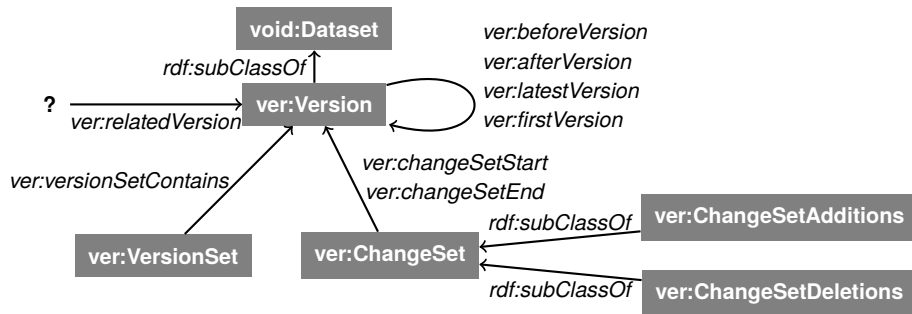 void:Dataset
rdf:subClassOf
ver:beforeVersion
ver:afterVersion
ver:latestVersion
ver:firstVersion
?
ver:Version
ver:relatedVersion
ver:versionSetContains
ver:changeSetStart
ver:changeSetEnd
ver:VersionSet
ver:ChangeSet
rdf:subClassOf
ver:ChangeSetAdditions
rdf:subClassOf
ver:ChangeSetDeletions